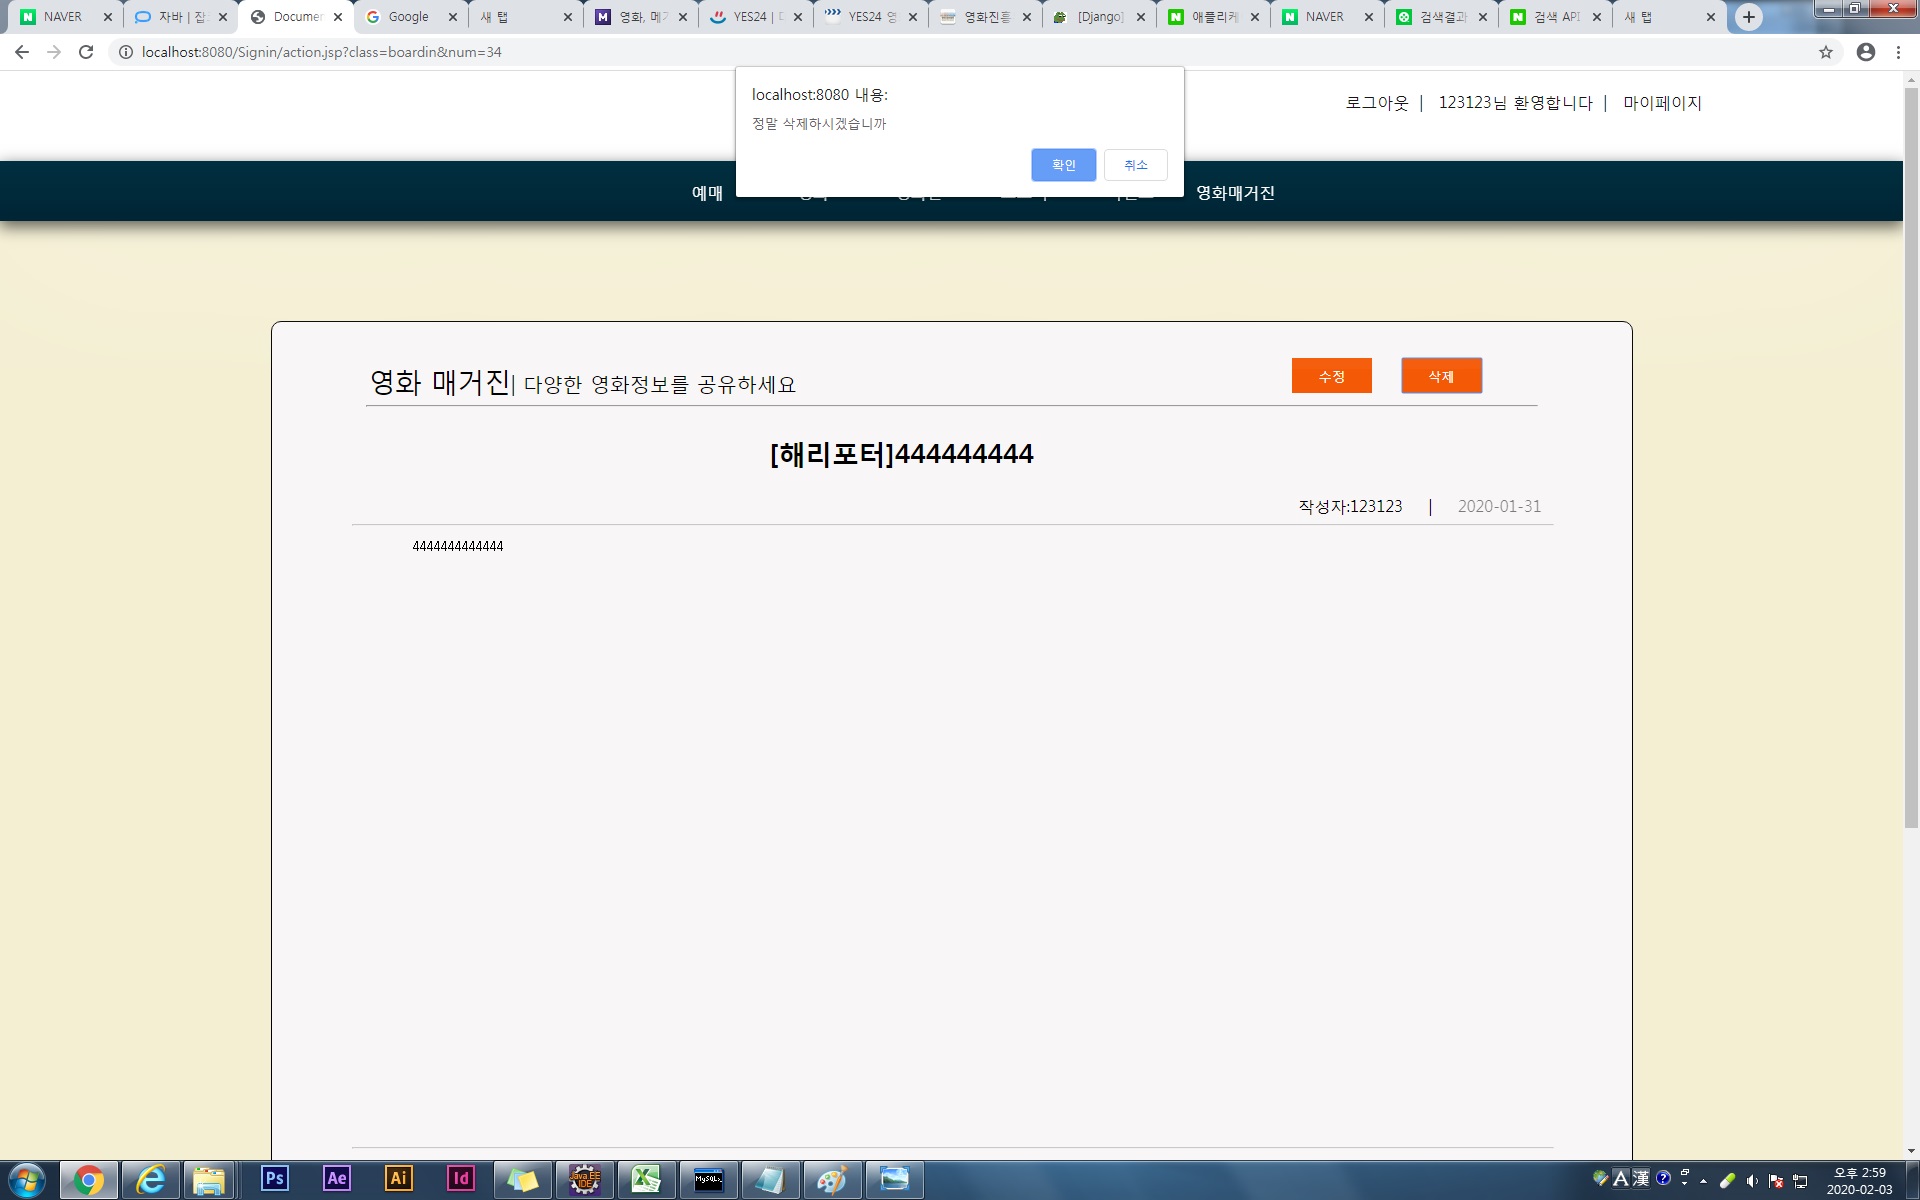 NAVER
자바 | 잡
Documen
Google
새 탭
영화, 매
YES24 |
YES24 영
영화진흥
[Django]
애플리케
NAVER
검색결과
검색 API
새 탭
localhost:8080/Signin/action.jsp?class=boardin&num=34
localhost:8080 내용:
정말 삭제하시겠습니까
확인 취소
로그아웃 | 123123님 환영합니다 | 마이페이지
예매 영화매거진
영화 매거진| 다양한 영화정보를 공유하세요
수정 삭제
[해리포터]444444444
작성자:123123 | 2020-01-31
4444444444444
Ps Ae Ai Id
Java EE
IDE
MySQL
A 漢
오후 2:59
2020-02-03